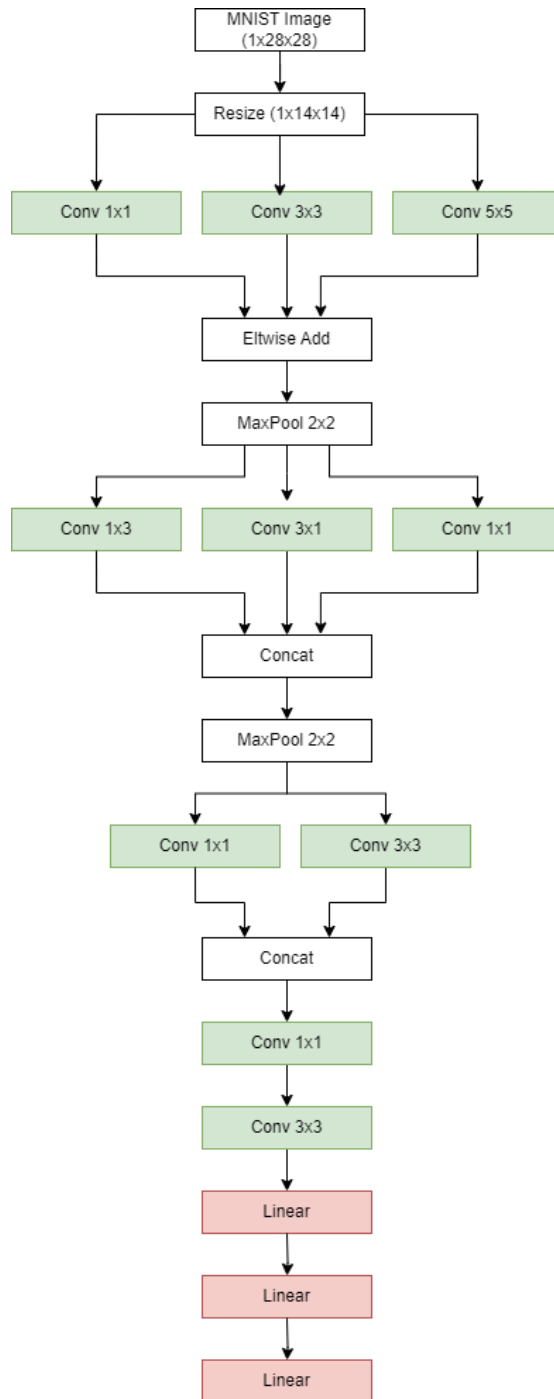 MNIST Image
(1x28x28)
Resize (1x14x14)
Conv 1x1
Conv 3x3
Conv 5x5
Eltwise Add
MaxPool 2x2
Conv 1x3
Conv 3x1
Conv 1x1
Concat
MaxPool 2x2
Conv 1x1
Conv 3x3
Concat
Conv 1x1
Conv 3x3
Linear
Linear
Linear